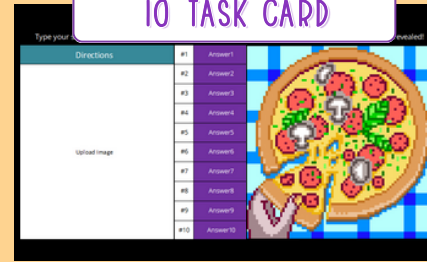 10 TASK CARD
Type your
revealed!
Directions
Upload Image
#1 Answer1
#2 Answer2
#3 Answer3
#4 Answer4
#5 Answer5
#6 Answer6
#7 Answer7
#8 Answer8
#9 Answer9
#10 Answer10